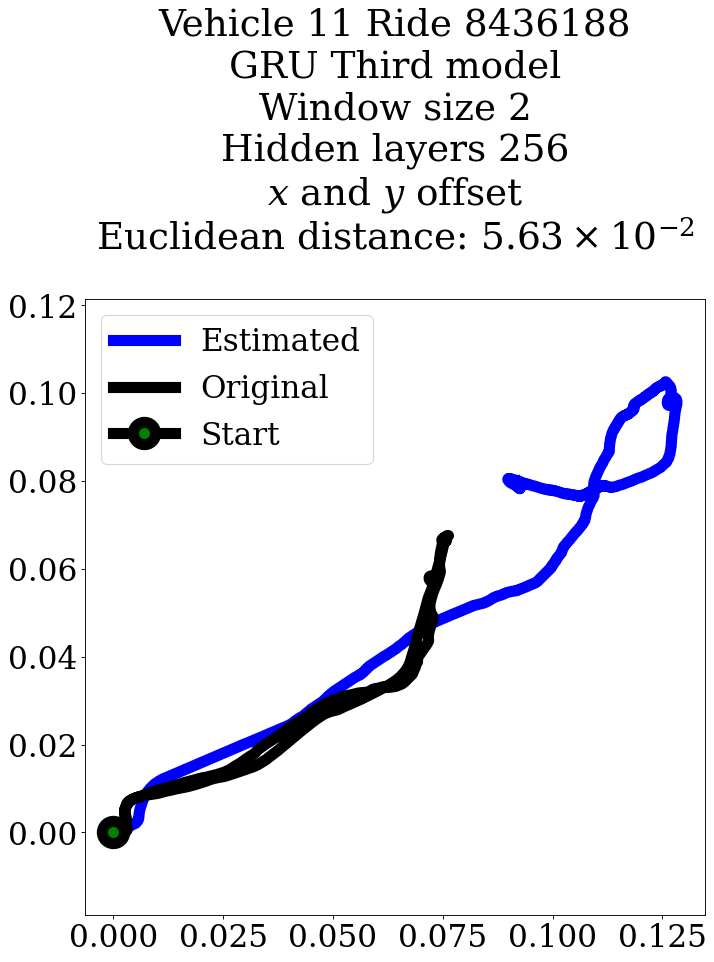 Vehicle 11 Ride 8436188
GRU Third model
Window size 2
Hidden layers 256
x and y offset
Euclidean distance: 5.63 × 10⁻²
0.12
0.10
0.08
0.06
0.04
0.02
0.00
Estimated
Original
Start
0.000 0.025 0.050 0.075 0.100 0.125